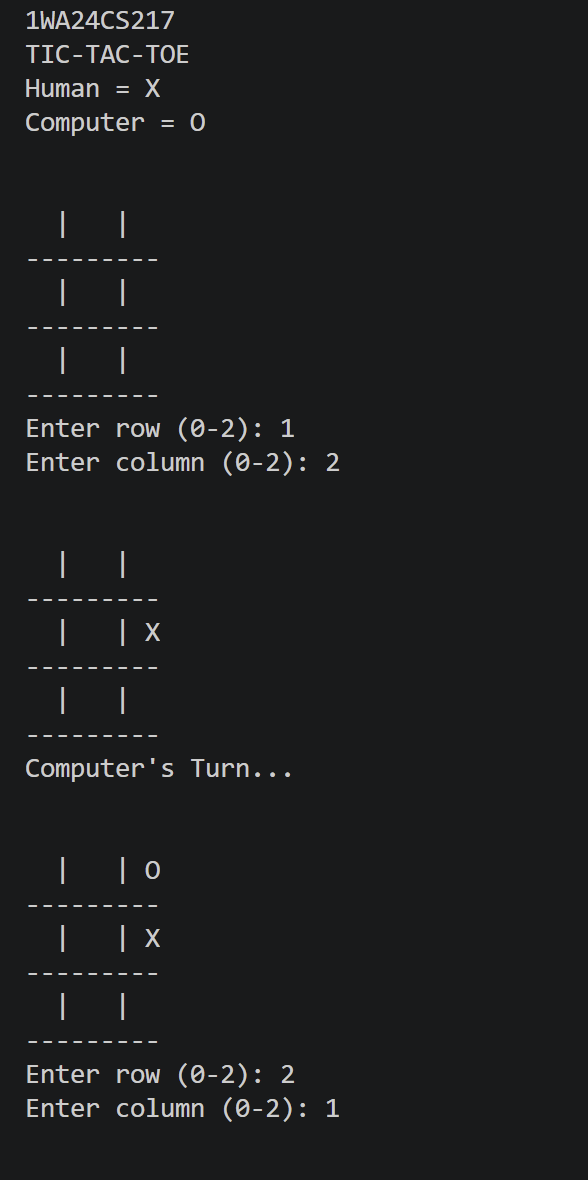 1WA24CS217
TIC-TAC-TOE
Human = X
Computer = O
  |   |
---------
  |   |
---------
  |   |
---------
Enter row (0-2): 1
Enter column (0-2): 2
  |   |
---------
  |   | X
---------
  |   |
---------
Computer's Turn...
  |   | O
---------
  |   | X
---------
  |   |
---------
Enter row (0-2): 2
Enter column (0-2): 1